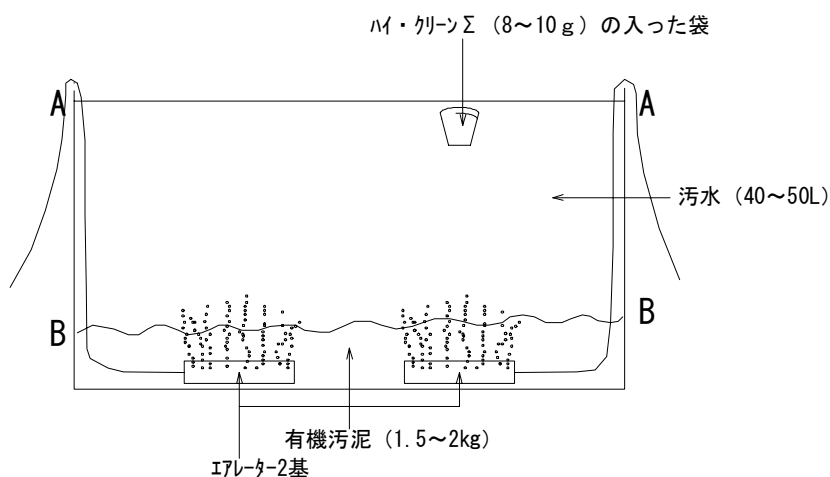 ハイ・クリーンΣ (8～10g) の入った袋
A
A
汚水 (40～50L)
B
B
有機汚泥 (1.5～2kg)
エアレーター2基